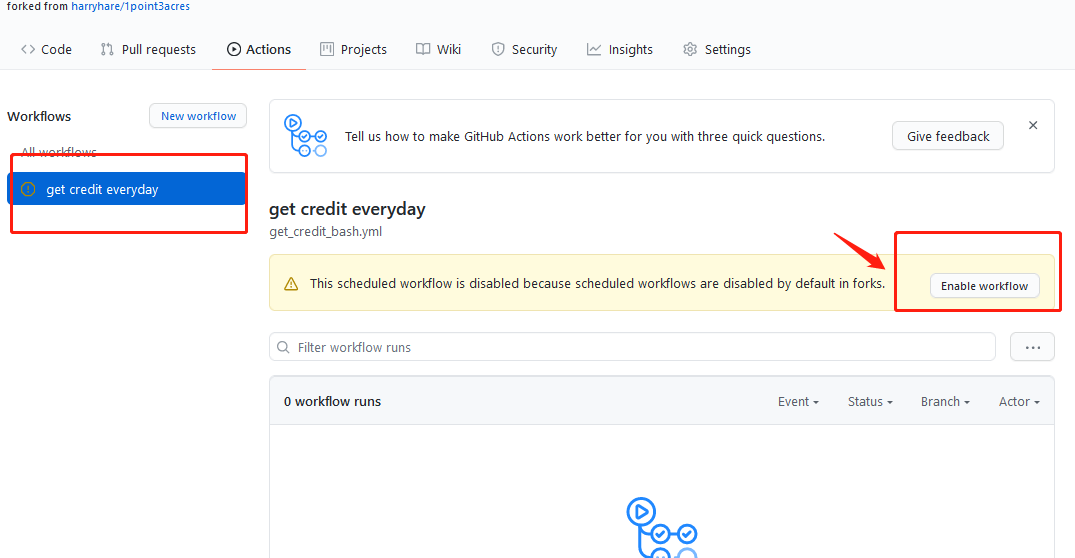 forked from harryhare/1point3acres
Code Pull requests Actions Projects Wiki Security Insights Settings
Workflows New workflow
All workflows
get credit everyday
Tell us how to make GitHub Actions work better for you with three quick questions. Give feedback
get credit everyday
get_credit_bash.yml
This scheduled workflow is disabled because scheduled workflows are disabled by default in forks. Enable workflow
Filter workflow runs
0 workflow runs Event Status Branch Actor